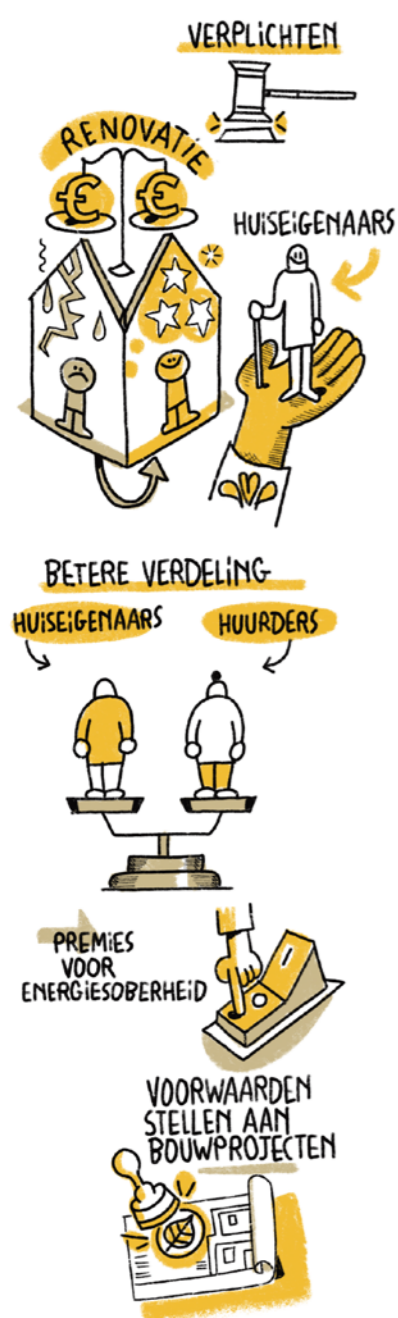 VERPLICHTEN
RENOVATIE
€ €
HUISEIGENAARS
BETERE VERDELING
HUISEIGENAARS
HUURDERS
PREMIES
VOOR
ENERGIESOBERHEID
VOORWAARDEN
STELLEN AAN
BOUWPROJECTEN